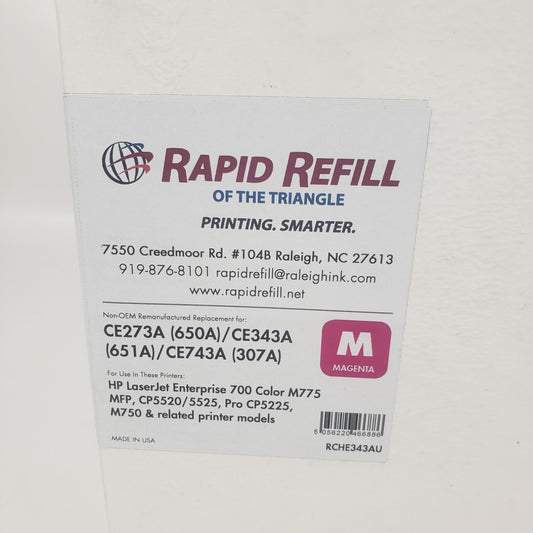 RAPID REFILL
OF THE TRIANGLE
PRINTING. SMARTER.
7550 Creedmoor Rd. #104B Raleigh, NC 27613
919-876-8101 rapidrefill@raleighink.com
www.rapidrefill.net
Non-OEM Remanufactured Replacement for:
CE273A (650A)/CE343A
(651A)/CE743A (307A)
M
MAGENTA
For Use In These Printers:
HP LaserJet Enterprise 700 Color M775
MFP, CP5520/5525, Pro CP5225,
M750 & related printer models
5 056220 466886
MADE IN USA
RCHE343AU